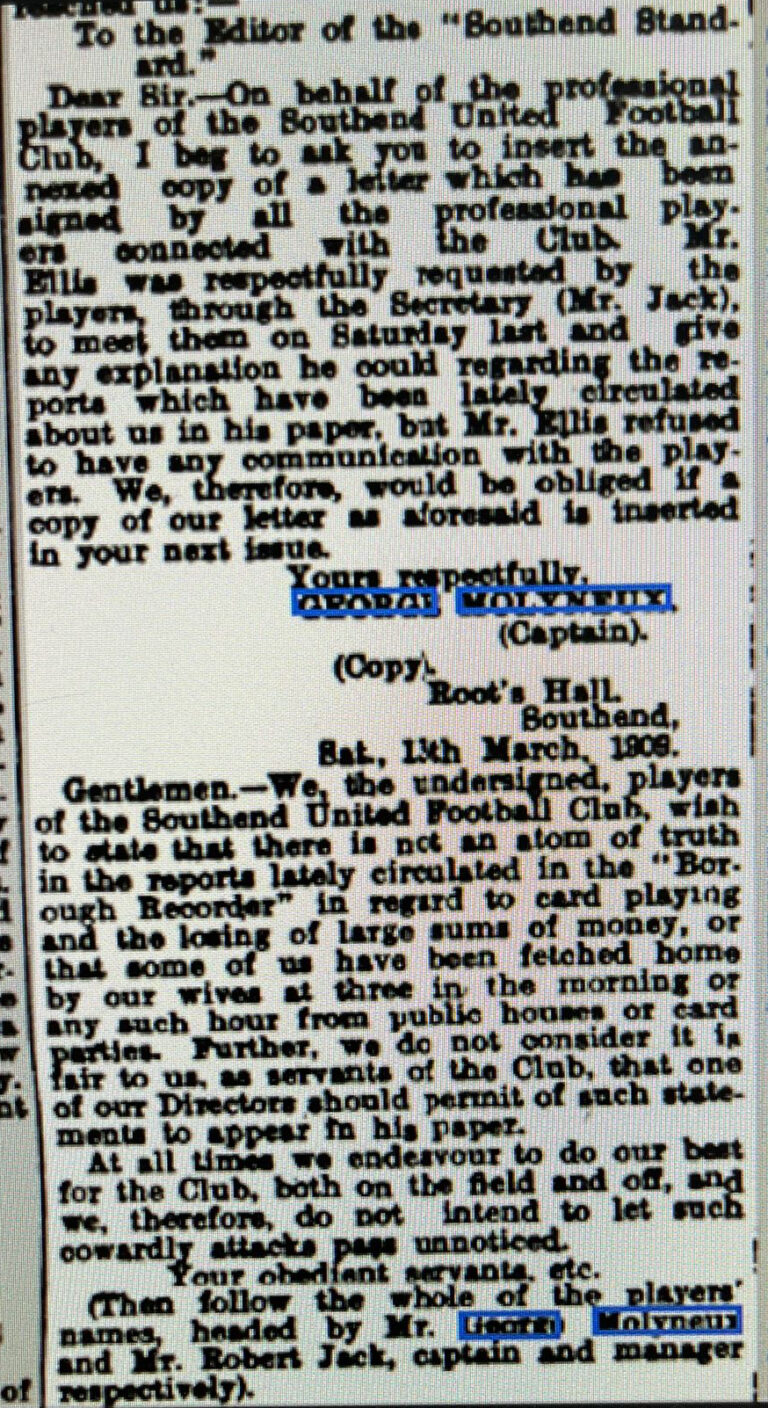 reached us:—
To the Editor of the "Southend Stand-
ard."
Dear Sir.—On behalf of the professional
players of the Southend United Football
Club, I beg to ask you to insert the an-
nexed copy of a letter which has been
signed by all the professional play-
ers connected with the Club. Mr.
Ellis was respectfully requested by the
players, through the Secretary (Mr. Jack),
to meet them on Saturday last and give
any explanation he could regarding the re-
ports which have been lately circulated
about us in his paper, but Mr. Ellis refused
to have any communication with the play-
ers. We, therefore, would be obliged if a
copy of our letter as aforesaid is inserted
in your next issue.
Yours respectfully,
GEORGE MOLYNEUX,
(Captain).
(Copy).
Root's Hall.
Southend,
Sat., 13th March, 1909.
Gentlemen.—We, the undersigned, players
of the Southend United Football Club, wish
to state that there is not an atom of truth
in the reports lately circulated in the "Bor-
ough Recorder" in regard to card playing
and the losing of large sums of money, or
that some of us have been fetched home
by our wives at three in the morning or
any such hour from public houses or card
parties. Further, we do not consider it is
fair to us, as servants of the Club, that one
of our Directors should permit of such state-
ments to appear in his paper.
At all times we endeavour to do our best
for the Club, both on the field and off, and
we, therefore, do not intend to let such
cowardly attacks pass unnoticed.
Your obedient servants, etc.
(Then follow the whole of the players'
names, headed by Mr. George Molyneux
and Mr. Robert Jack, captain and manager
of respectively).